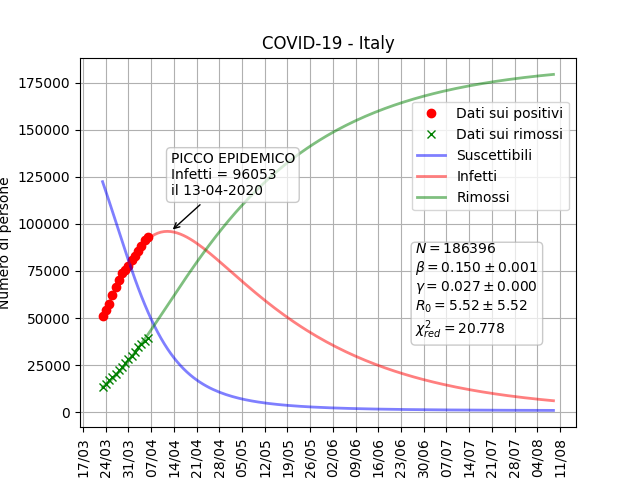 COVID-19 - Italy
Numero di persone
175000
150000
125000
100000
75000
50000
25000
0
PICCO EPIDEMICO
Infetti = 96053
il 13-04-2020
Dati sui positivi
Dati sui rimossi
Suscettibili
Infetti
Rimossi
N = 186396
β = 0.150 ± 0.001
γ = 0.027 ± 0.000
R₀ = 5.52 ± 5.52
χ²red = 20.778
17/03
24/03
31/03
07/04
14/04
21/04
28/04
05/05
12/05
19/05
26/05
02/06
09/06
16/06
23/06
30/06
07/07
14/07
21/07
28/07
04/08
11/08